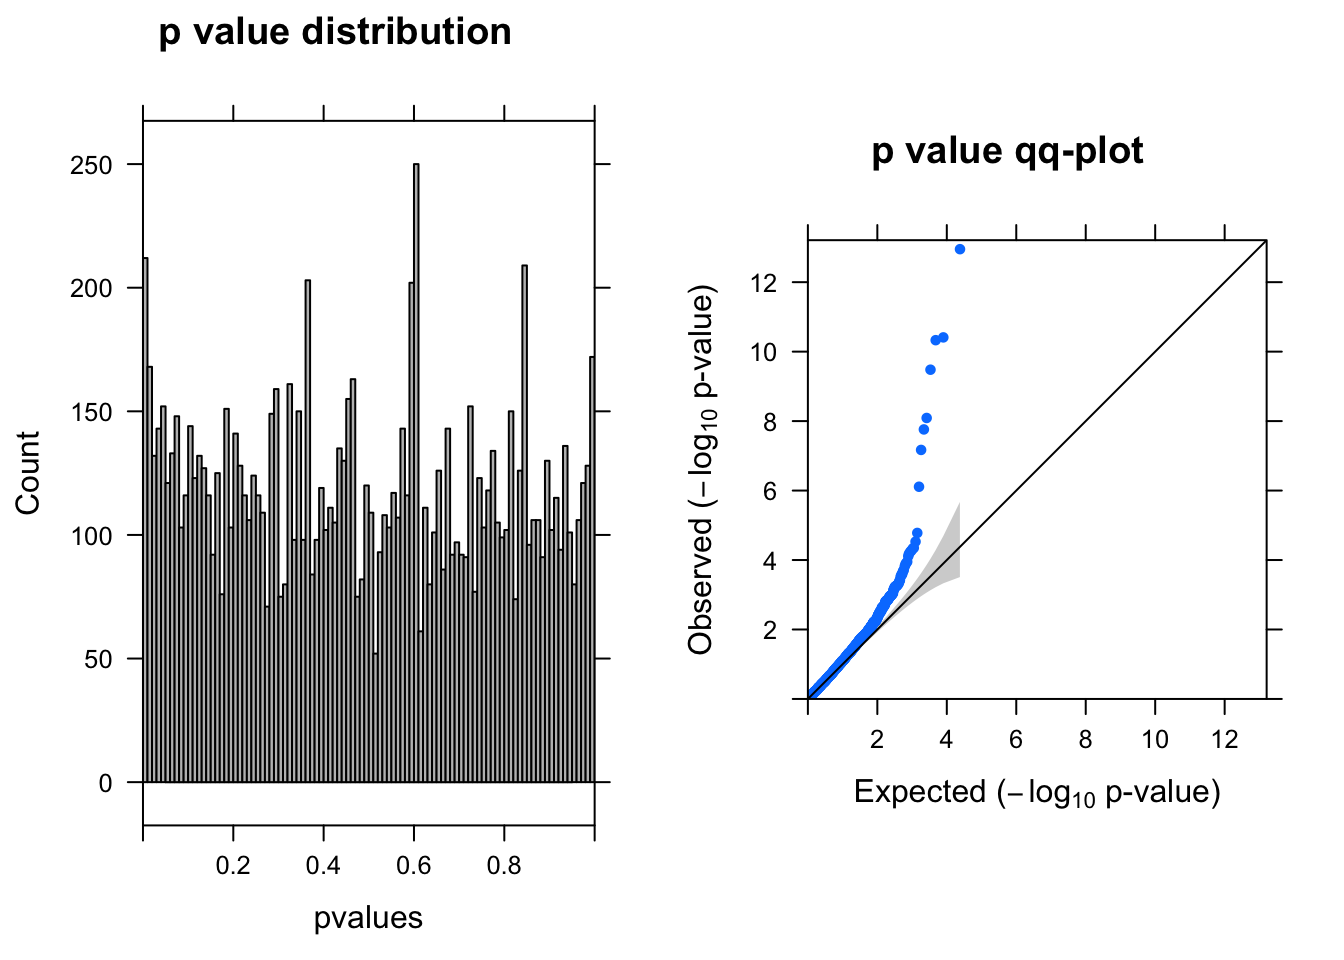 p value distribution
Count
250
200
150
100
50
0
0.2 0.4 0.6 0.8
pvalues
p value qq-plot
Observed (−log10 p-value)
12
10
8
6
4
2
2 4 6 8 10 12
Expected (−log10 p-value)